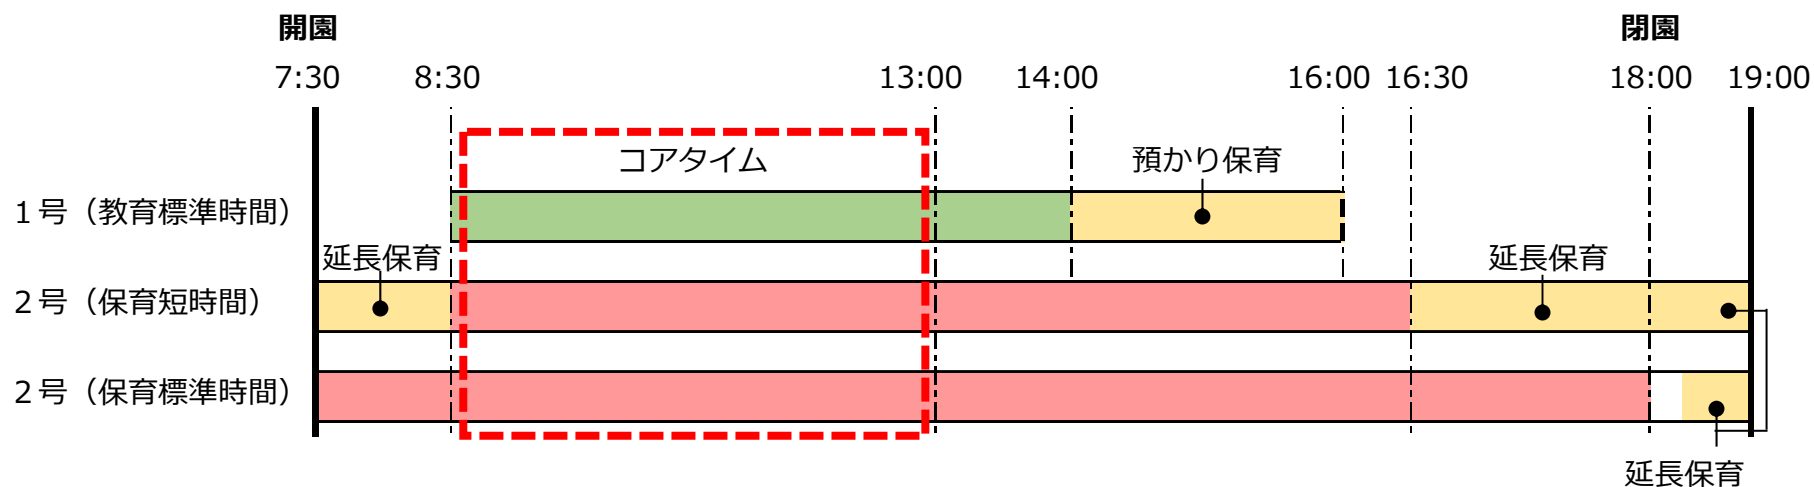 開園 閉園
7:30 8:30 13:00 14:00 16:00 16:30 18:00 19:00
コアタイム 預かり保育
１号（教育標準時間）
延長保育 延長保育
２号（保育短時間）
２号（保育標準時間）
延長保育